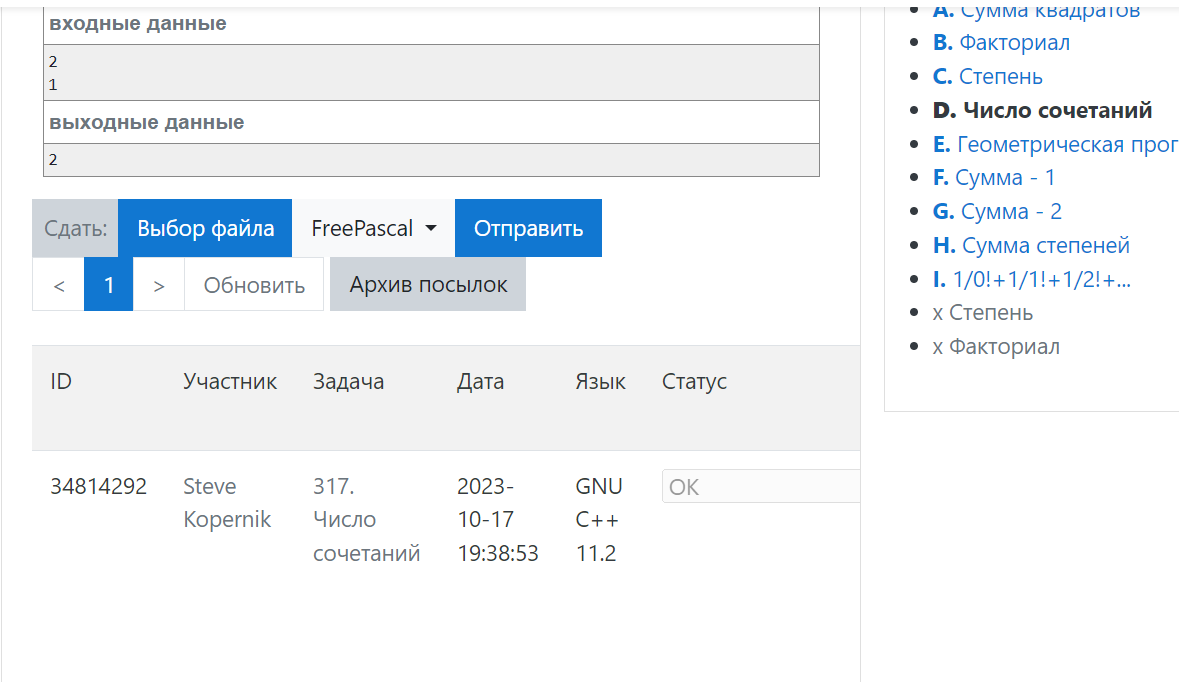 входные данные
2
1
выходные данные
2
Сдать: Выбор файла FreePascal Отправить
< 1 > Обновить Архив посылок
ID Участник Задача Дата Язык Статус
34814292 Steve Kopernik 317. Число сочетаний 2023-10-17 19:38:53 GNU C++ 11.2 OK
A. Сумма квадратов
B. Факториал
C. Степень
D. Число сочетаний
E. Геометрическая прог
F. Сумма - 1
G. Сумма - 2
H. Сумма степеней
I. 1/0!+1/1!+1/2!+...
x Степень
x Факториал